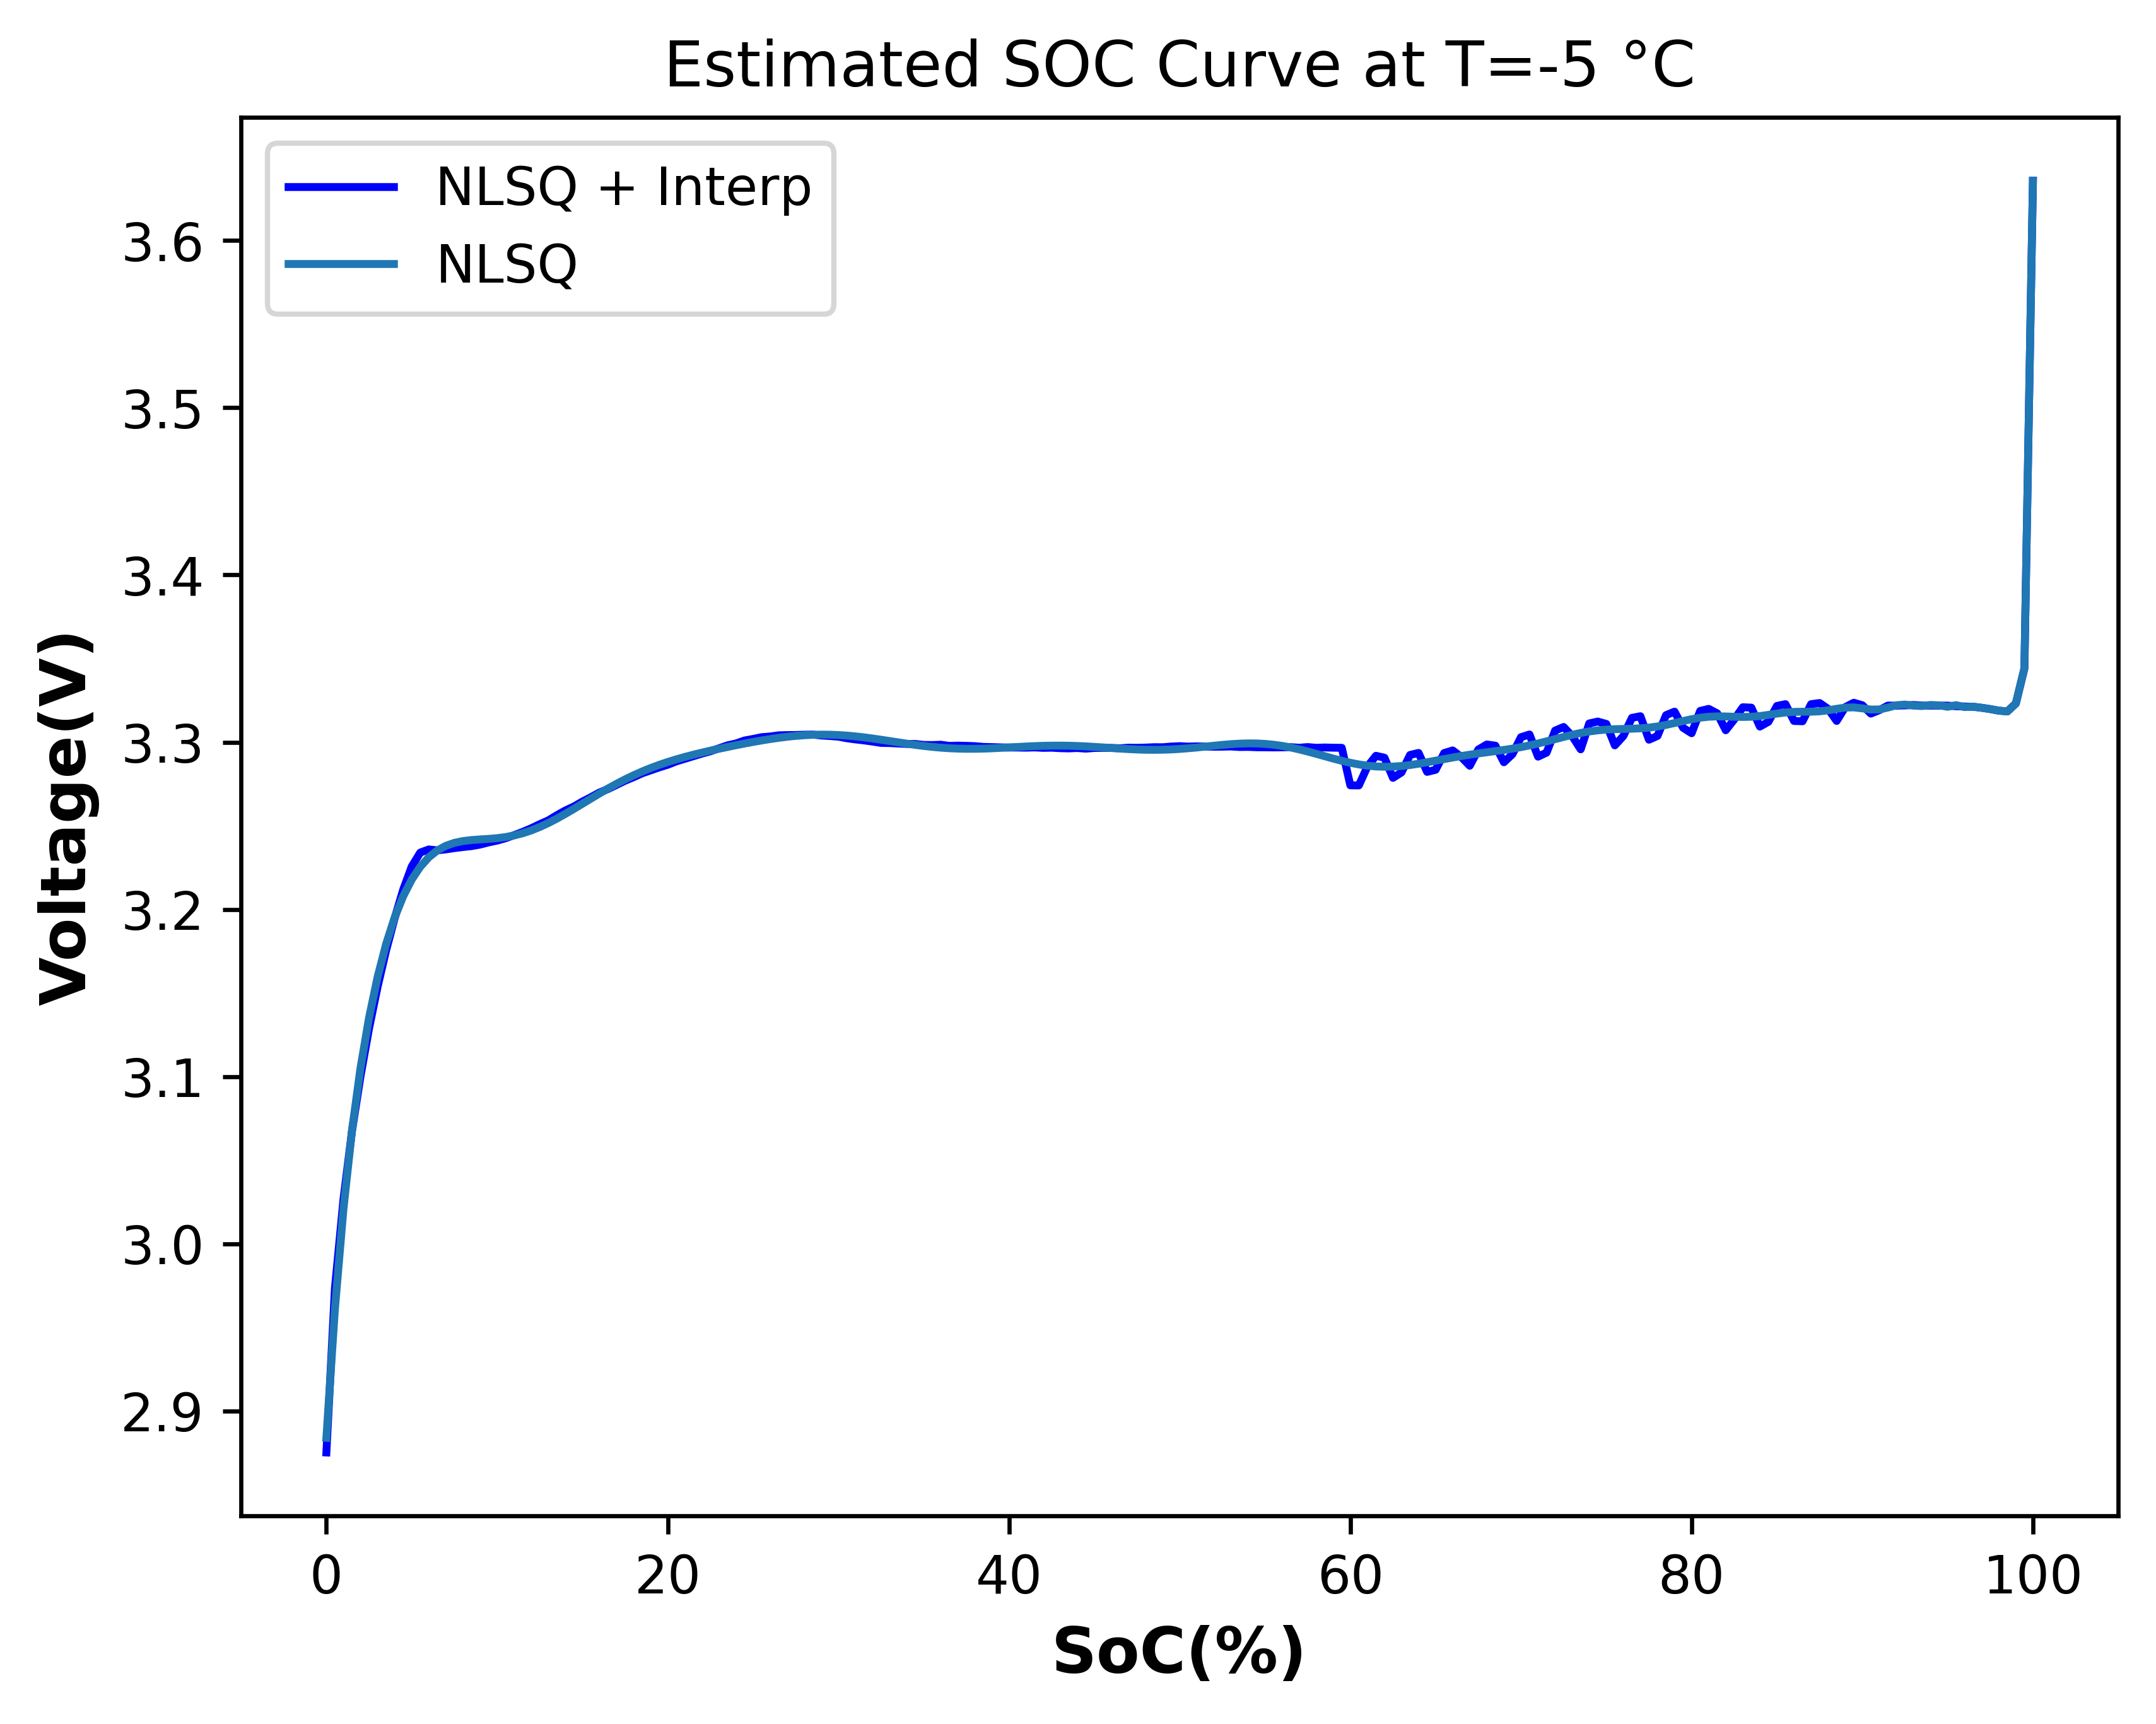 Estimated SOC Curve at T=-5 °C
NLSQ + Interp
NLSQ
3.6
3.5
3.4
3.3
3.2
3.1
3.0
2.9
Voltage(V)
0 20 40 60 80 100
SoC(%)